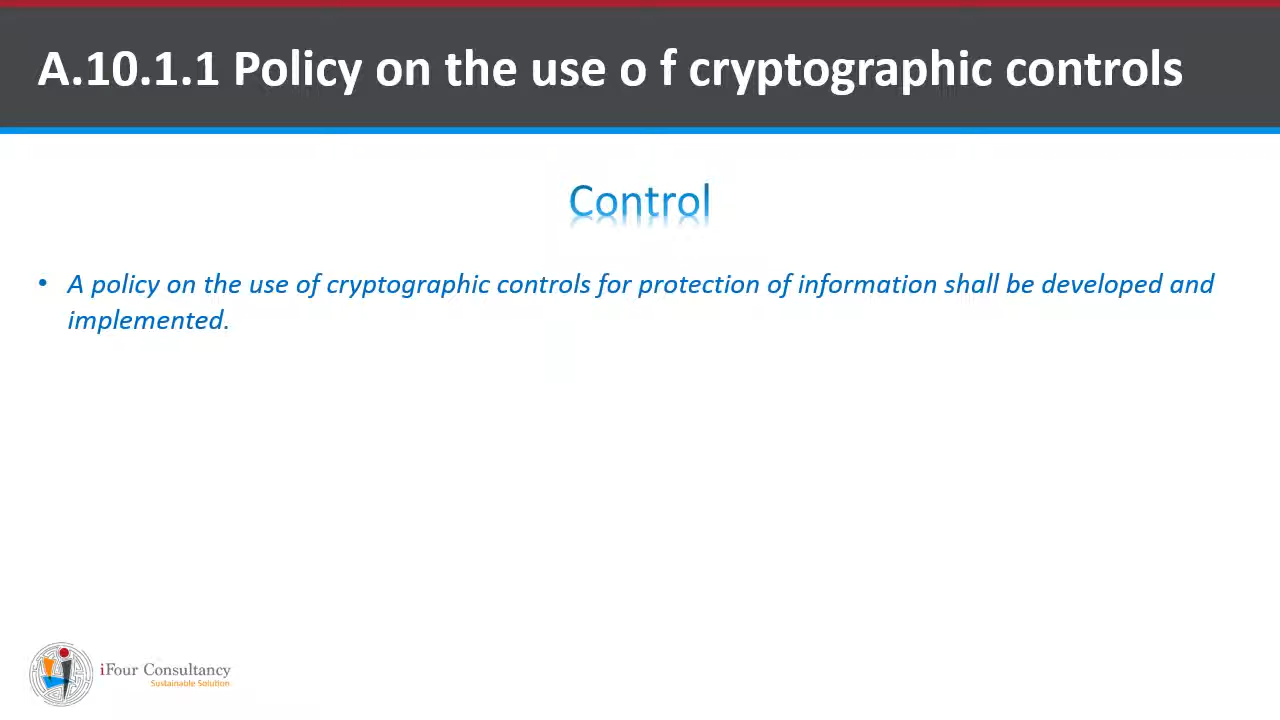 A.10.1.1 Policy on the use o f cryptographic controls
Control
• A policy on the use of cryptographic controls for protection of information shall be developed and
implemented.
iFour Consultancy
Sustainable Solution